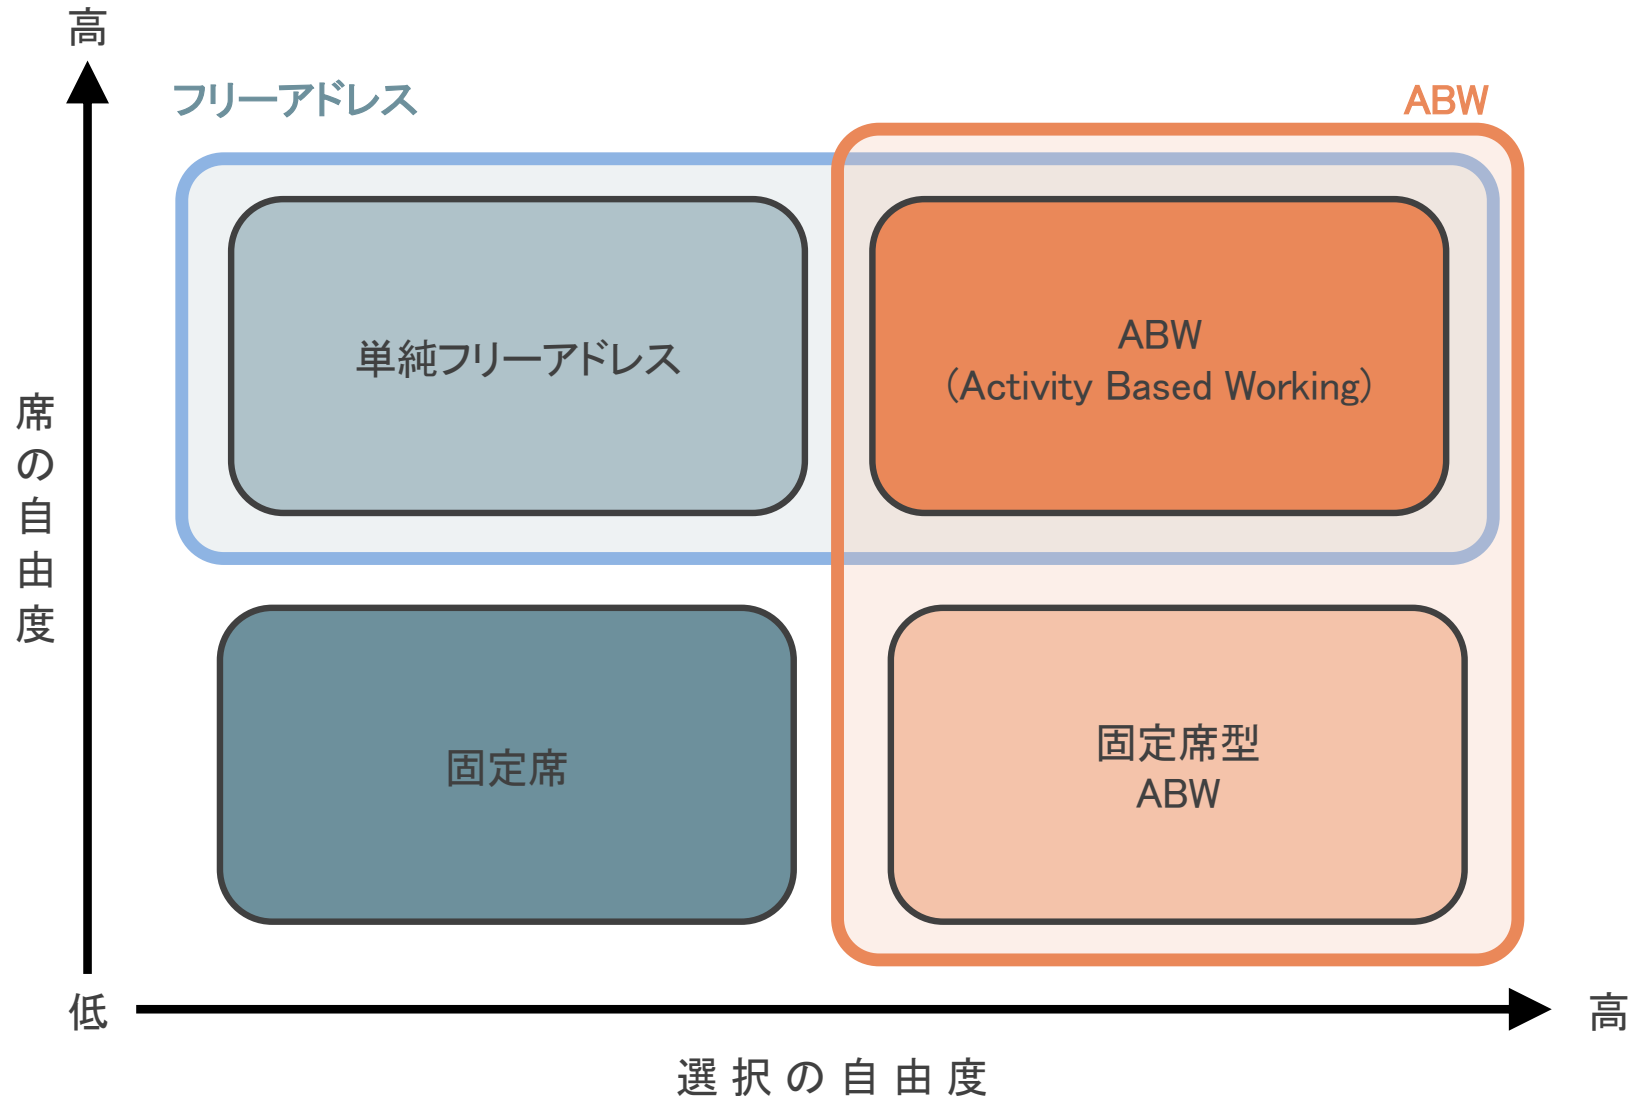 高
フリーアドレス
ABW
単純フリーアドレス
ABW
（Activity Based Working）
席の自由度
固定席
固定席型
ABW
低
高
選択の自由度